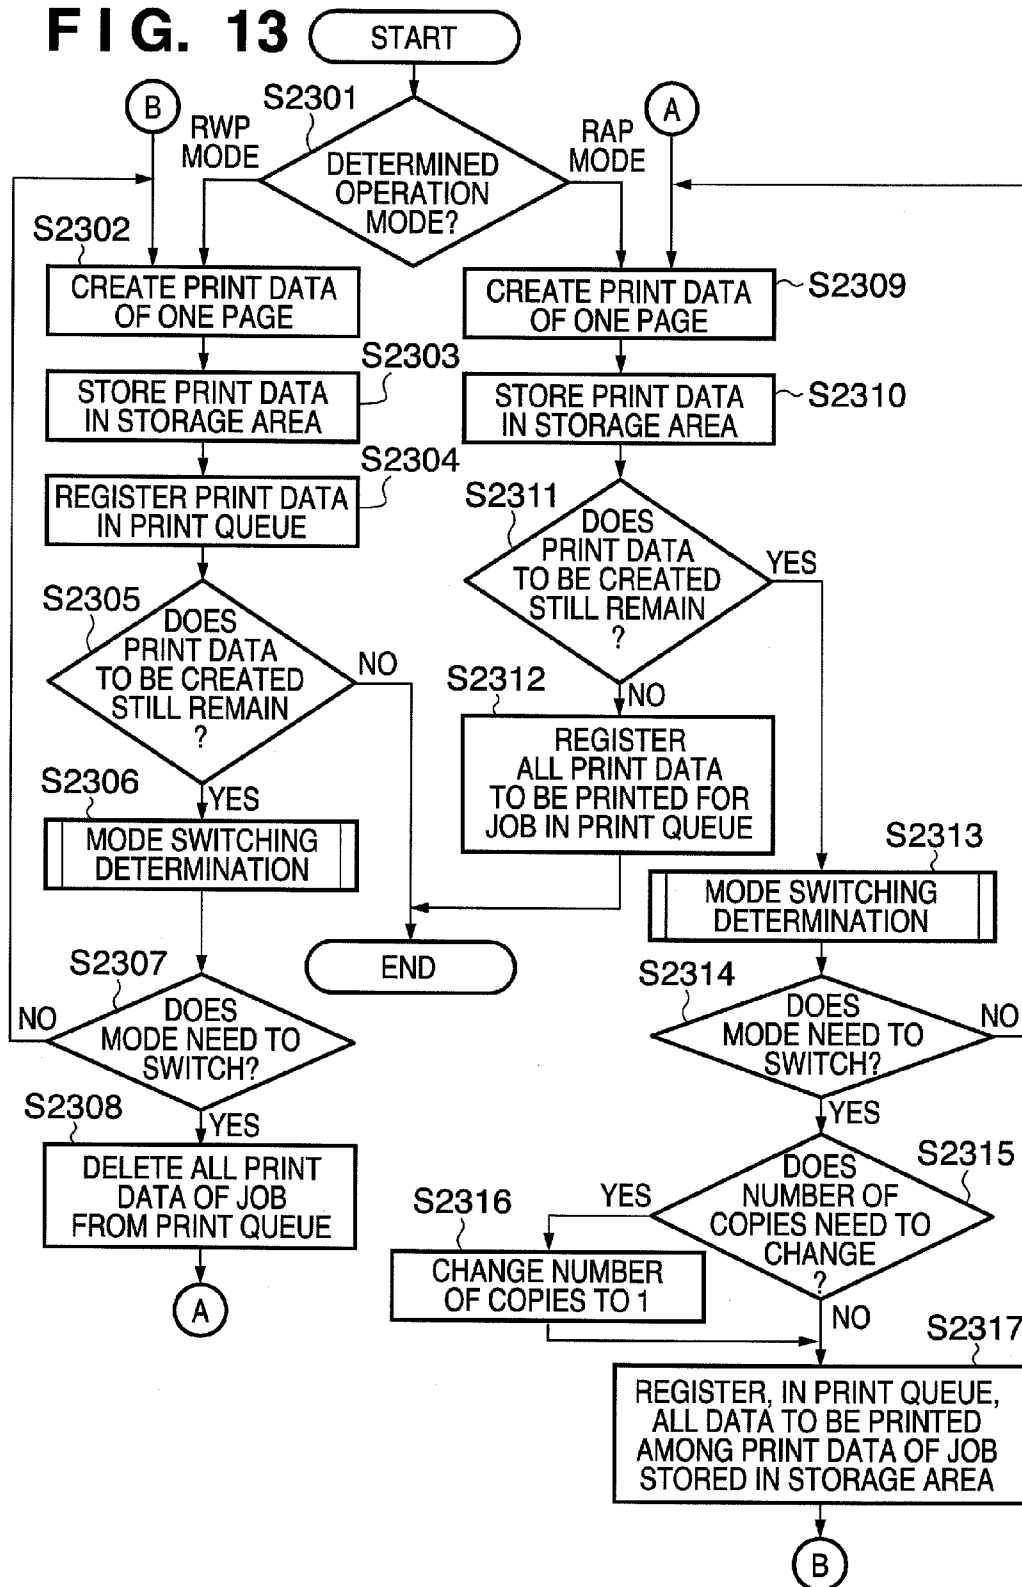 FIG. 13
START
B
S2301
A
RWP
MODE
RAP
MODE
DETERMINED
OPERATION
MODE?
S2302
CREATE PRINT DATA
OF ONE PAGE
CREATE PRINT DATA
OF ONE PAGE
S2309
S2303
STORE PRINT DATA
IN STORAGE AREA
STORE PRINT DATA
IN STORAGE AREA
S2310
S2304
REGISTER PRINT DATA
IN PRINT QUEUE
S2311
DOES
PRINT DATA
TO BE CREATED
STILL REMAIN
?
YES
S2305
DOES
PRINT DATA
TO BE CREATED
STILL REMAIN
?
NO
S2312
NO
REGISTER
ALL PRINT DATA
TO BE PRINTED FOR
JOB IN PRINT QUEUE
S2306
YES
MODE SWITCHING
DETERMINATION
S2313
MODE SWITCHING
DETERMINATION
END
S2307
DOES
MODE NEED TO
SWITCH?
NO
S2314
DOES
MODE NEED TO
SWITCH?
NO
S2308
YES
DELETE ALL PRINT
DATA OF JOB
FROM PRINT QUEUE
A
YES
S2315
DOES
NUMBER OF
COPIES NEED TO
CHANGE
?
YES
S2316
CHANGE NUMBER
OF COPIES TO 1
NO
S2317
REGISTER, IN PRINT QUEUE,
ALL DATA TO BE PRINTED
AMONG PRINT DATA OF JOB
STORED IN STORAGE AREA
B